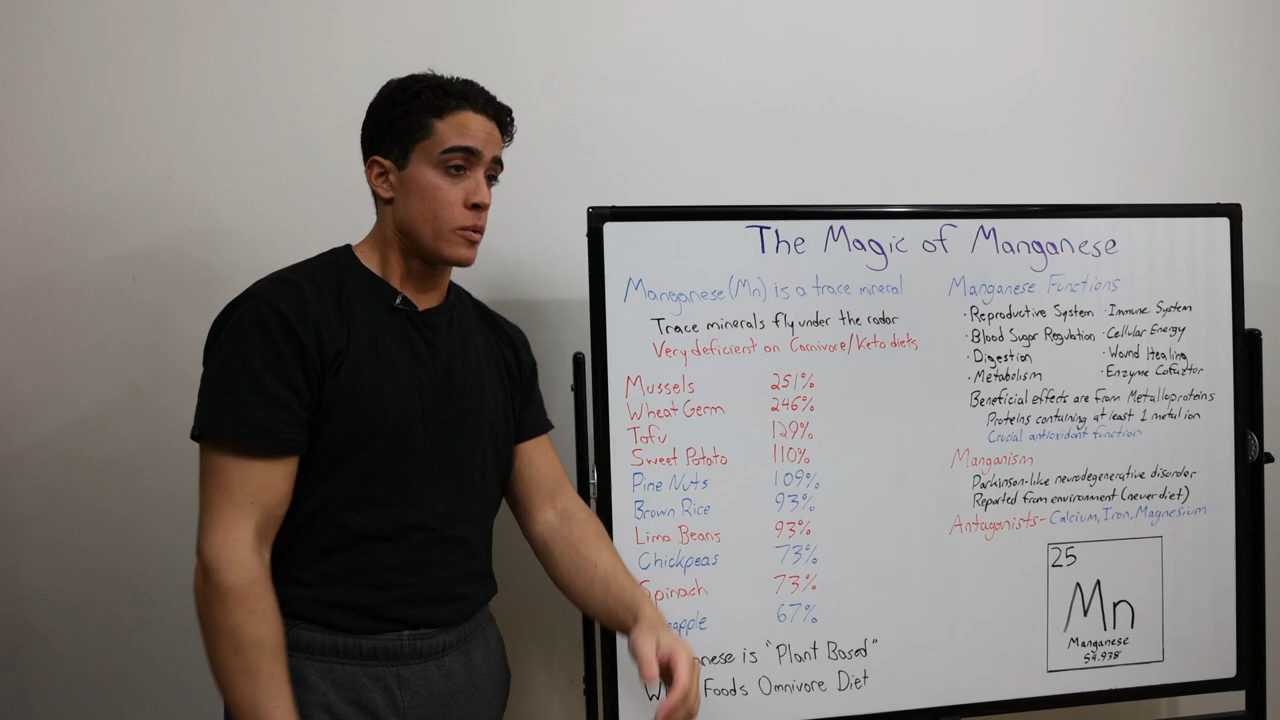 The Magic of Manganese
Manganese (Mn) is a trace mineral
Trace minerals fly under the radar
Very deficient on Carnivore/Keto diets
Mussels 251%
Wheat Germ 246%
Tofu 129%
Sweet Potato 110%
Pine Nuts 109%
Brown Rice 93%
Lima Beans 93%
Chickpeas 73%
Spinach 73%
eapple 67%
nese is "Plant Based"
Foods Omnivore Diet
Manganese Functions
· Reproductive System · Immune System
· Blood Sugar Regulation · Cellular Energy
· Digestion · Wound Healing
· Metabolism · Enzyme Cofactor
Beneficial effects are from Metalloproteins
Proteins containing at least 1 metal ion
Crucial antioxidant function
Manganism
Parkinson-like neurodegenerative disorder
Reported from environment (never diet)
Antagonists- Calcium, Iron, Magnesium
25
Mn
Manganese
54.938